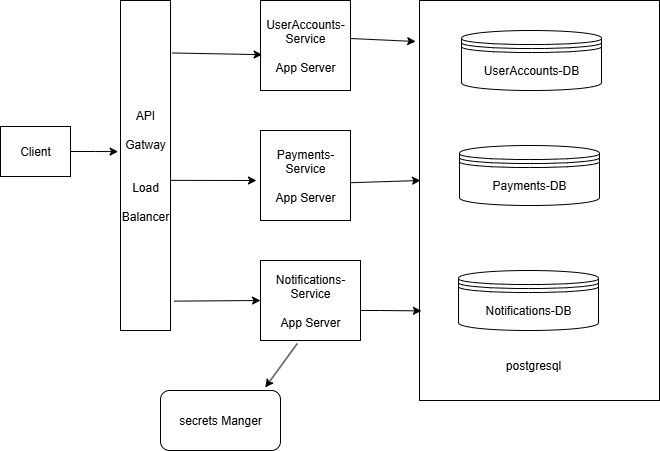 Client
API
Gatway
Load
Balancer
UserAccounts-
Service
App Server
Payments-
Service
App Server
Notifications-
Service
App Server
secrets Manger
UserAccounts-DB
Payments-DB
Notifications-DB
postgresql